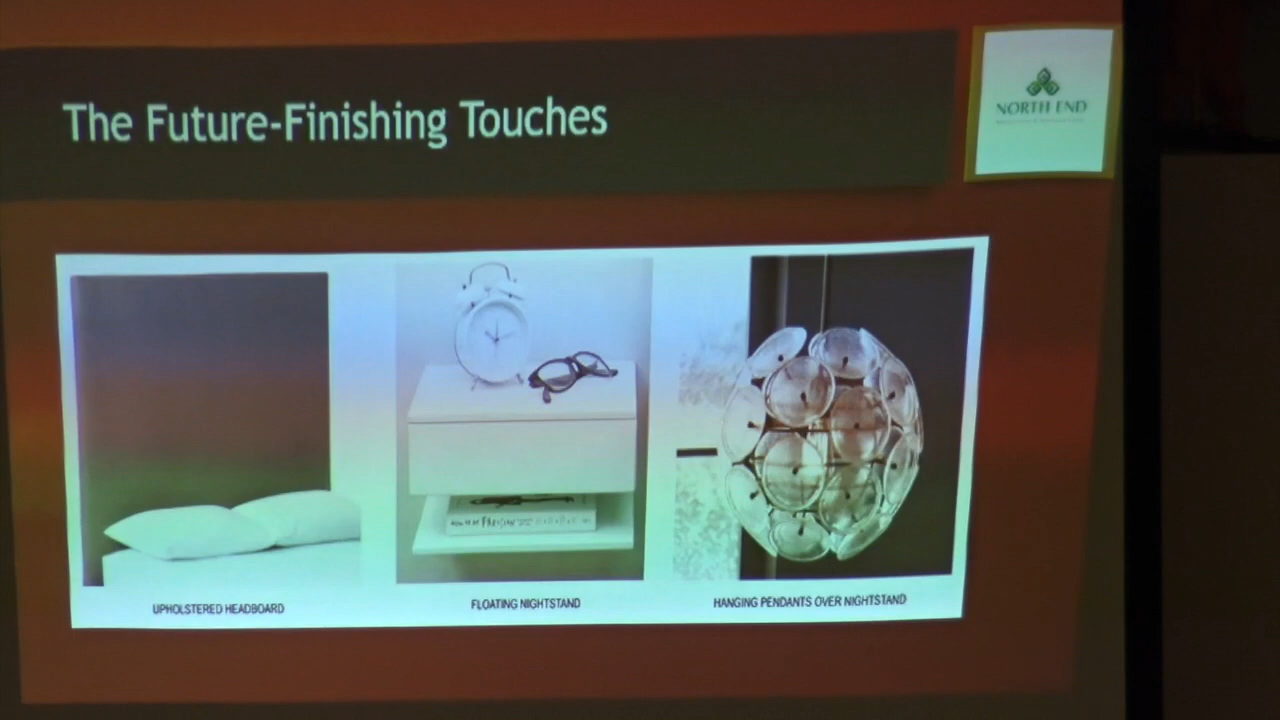 The Future-Finishing Touches
NORTH END
UPHOLSTERED HEADBOARD
FLOATING NIGHTSTAND
HANGING PENDANTS OVER NIGHTSTAND